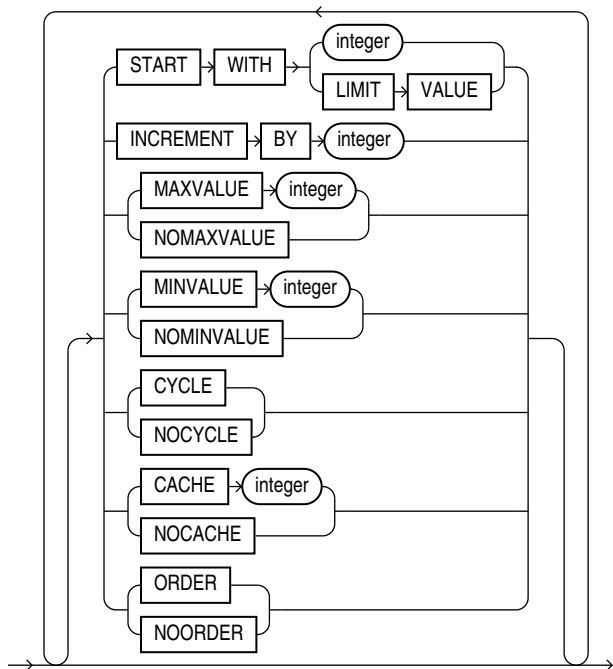 START WITH integer
LIMIT VALUE
INCREMENT BY integer
MAXVALUE integer
NOMAXVALUE
MINVALUE integer
NOMINVALUE
CYCLE
NOCYCLE
CACHE integer
NOCACHE
ORDER
NOORDER